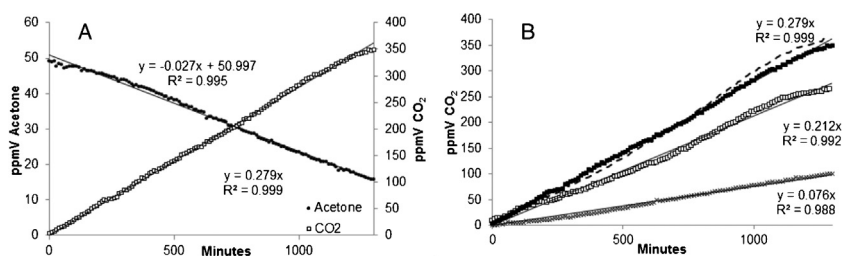 A
60
50
40
30
20
10
0
ppmV Acetone
400
350
300
250
200
150
100
50
0
ppmV CO2
y = -0.027x + 50.997
R² = 0.995
y = 0.279x
R² = 0.999
Acetone
CO2
0
500
1000
Minutes
B
400
350
300
250
200
150
100
50
0
ppmV CO2
y = 0.279x
R² = 0.999
y = 0.212x
R² = 0.992
y = 0.076x
R² = 0.988
0
500
1000
Minutes